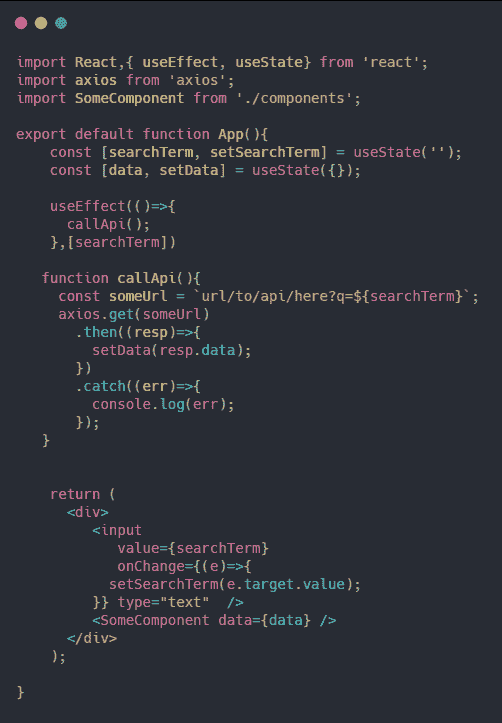 import React,{ useEffect, useState} from 'react';
import axios from 'axios';
import SomeComponent from './components';
export default function App(){
    const [searchTerm, setSearchTerm] = useState('');
    const [data, setData] = useState({});
    useEffect(()=>{
      callApi();
    },[searchTerm])
   function callApi(){
     const someUrl = `url/to/api/here?q=${searchTerm}`;
     axios.get(someUrl)
       .then((resp)=>{
         setData(resp.data);
       })
       .catch((err)=>{
         console.log(err);
       });
   }
    return (
      <div>
         <input
            value={searchTerm}
            onChange={(e)=>{
           setSearchTerm(e.target.value);
         }} type="text"  />
         <SomeComponent data={data} />
      </div>
    );
}